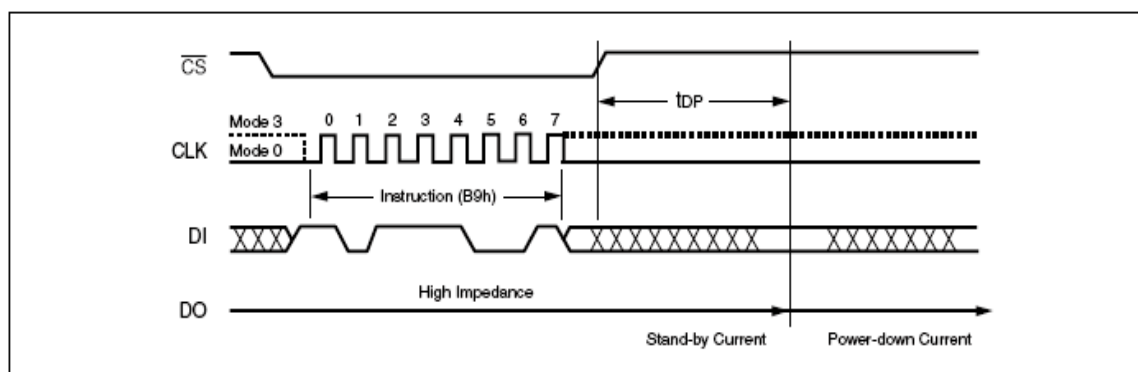 CS
tDP
Mode 3
0 1 2 3 4 5 6 7
CLK
Mode 0
Instruction (B9h)
DI
High Impedance
DO
Stand-by Current
Power-down Current